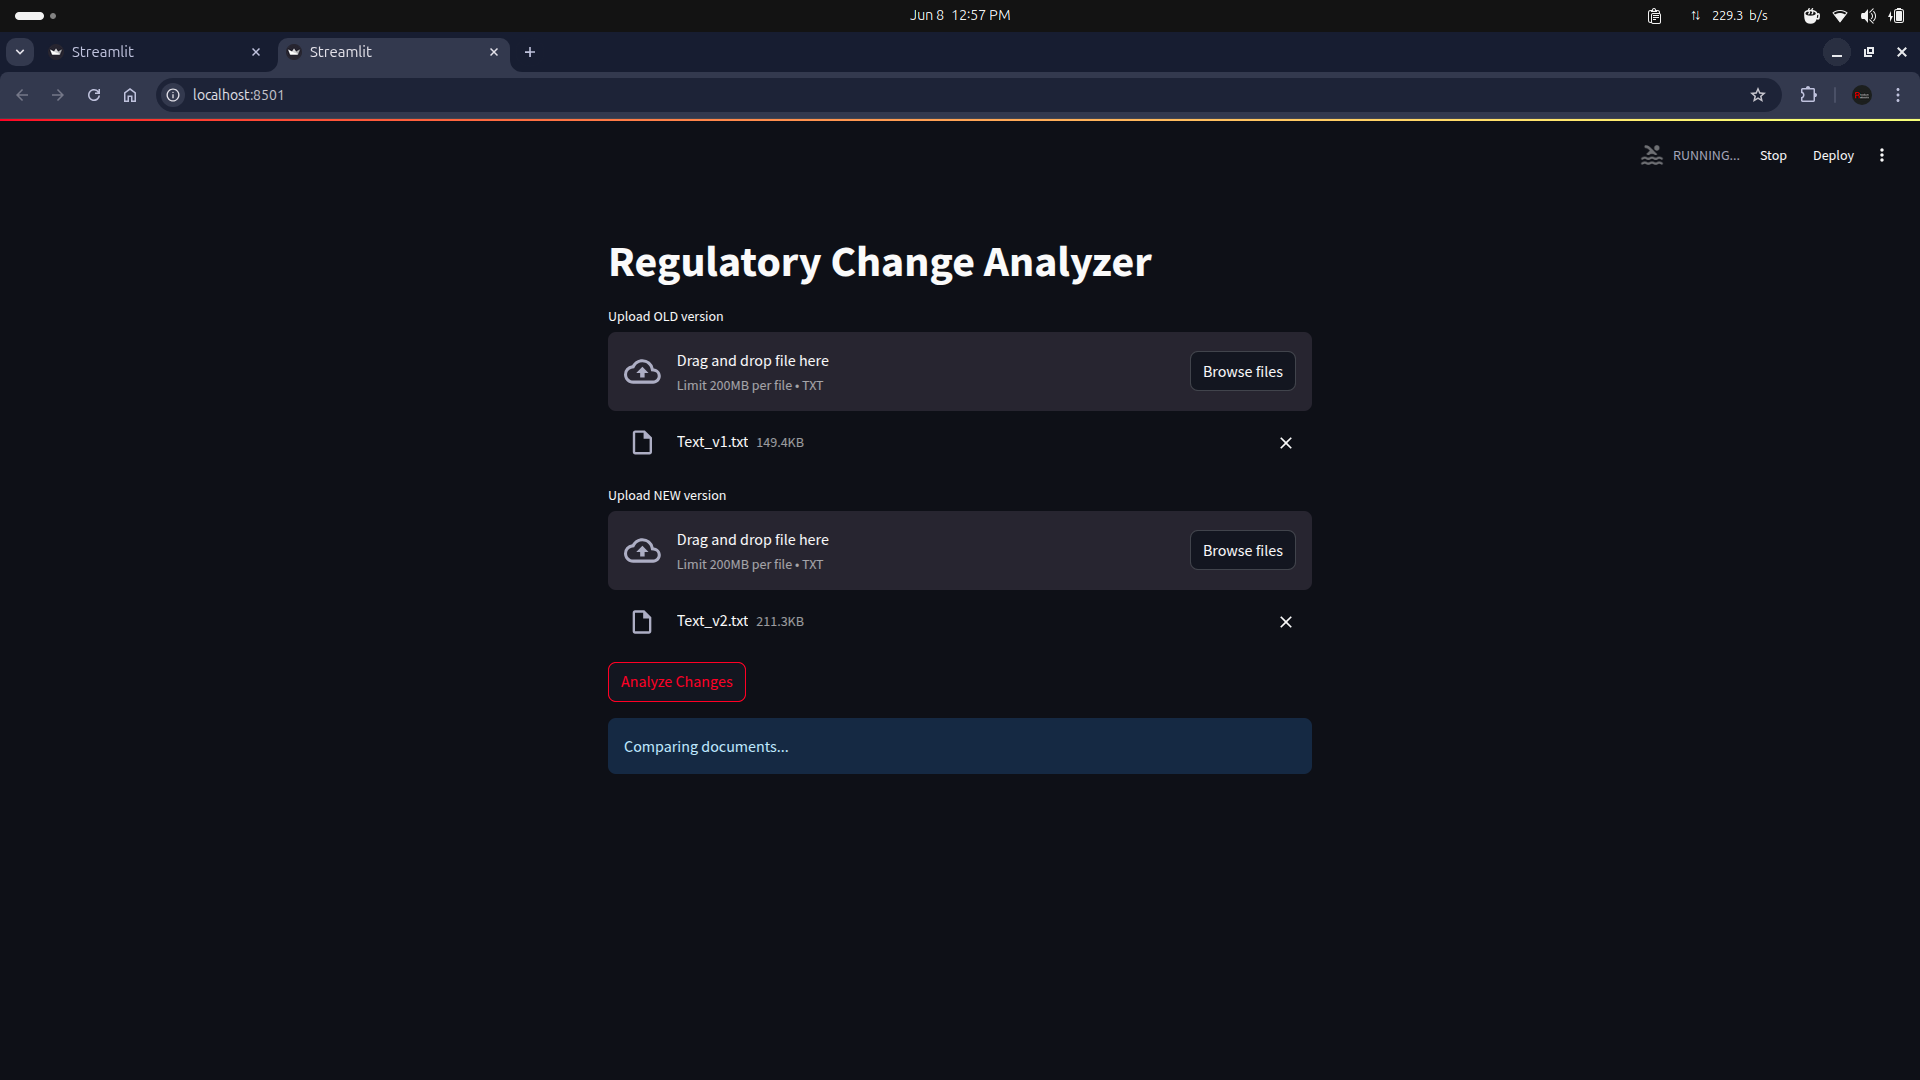 Jun 8 12:57 PM
229.3 b/s
Streamlit
Streamlit
localhost:8501
RUNNING...
Stop
Deploy
Regulatory Change Analyzer
Upload OLD version
Drag and drop file here
Limit 200MB per file • TXT
Browse files
Text_v1.txt 149.4KB
Upload NEW version
Drag and drop file here
Limit 200MB per file • TXT
Browse files
Text_v2.txt 211.3KB
Analyze Changes
Comparing documents...